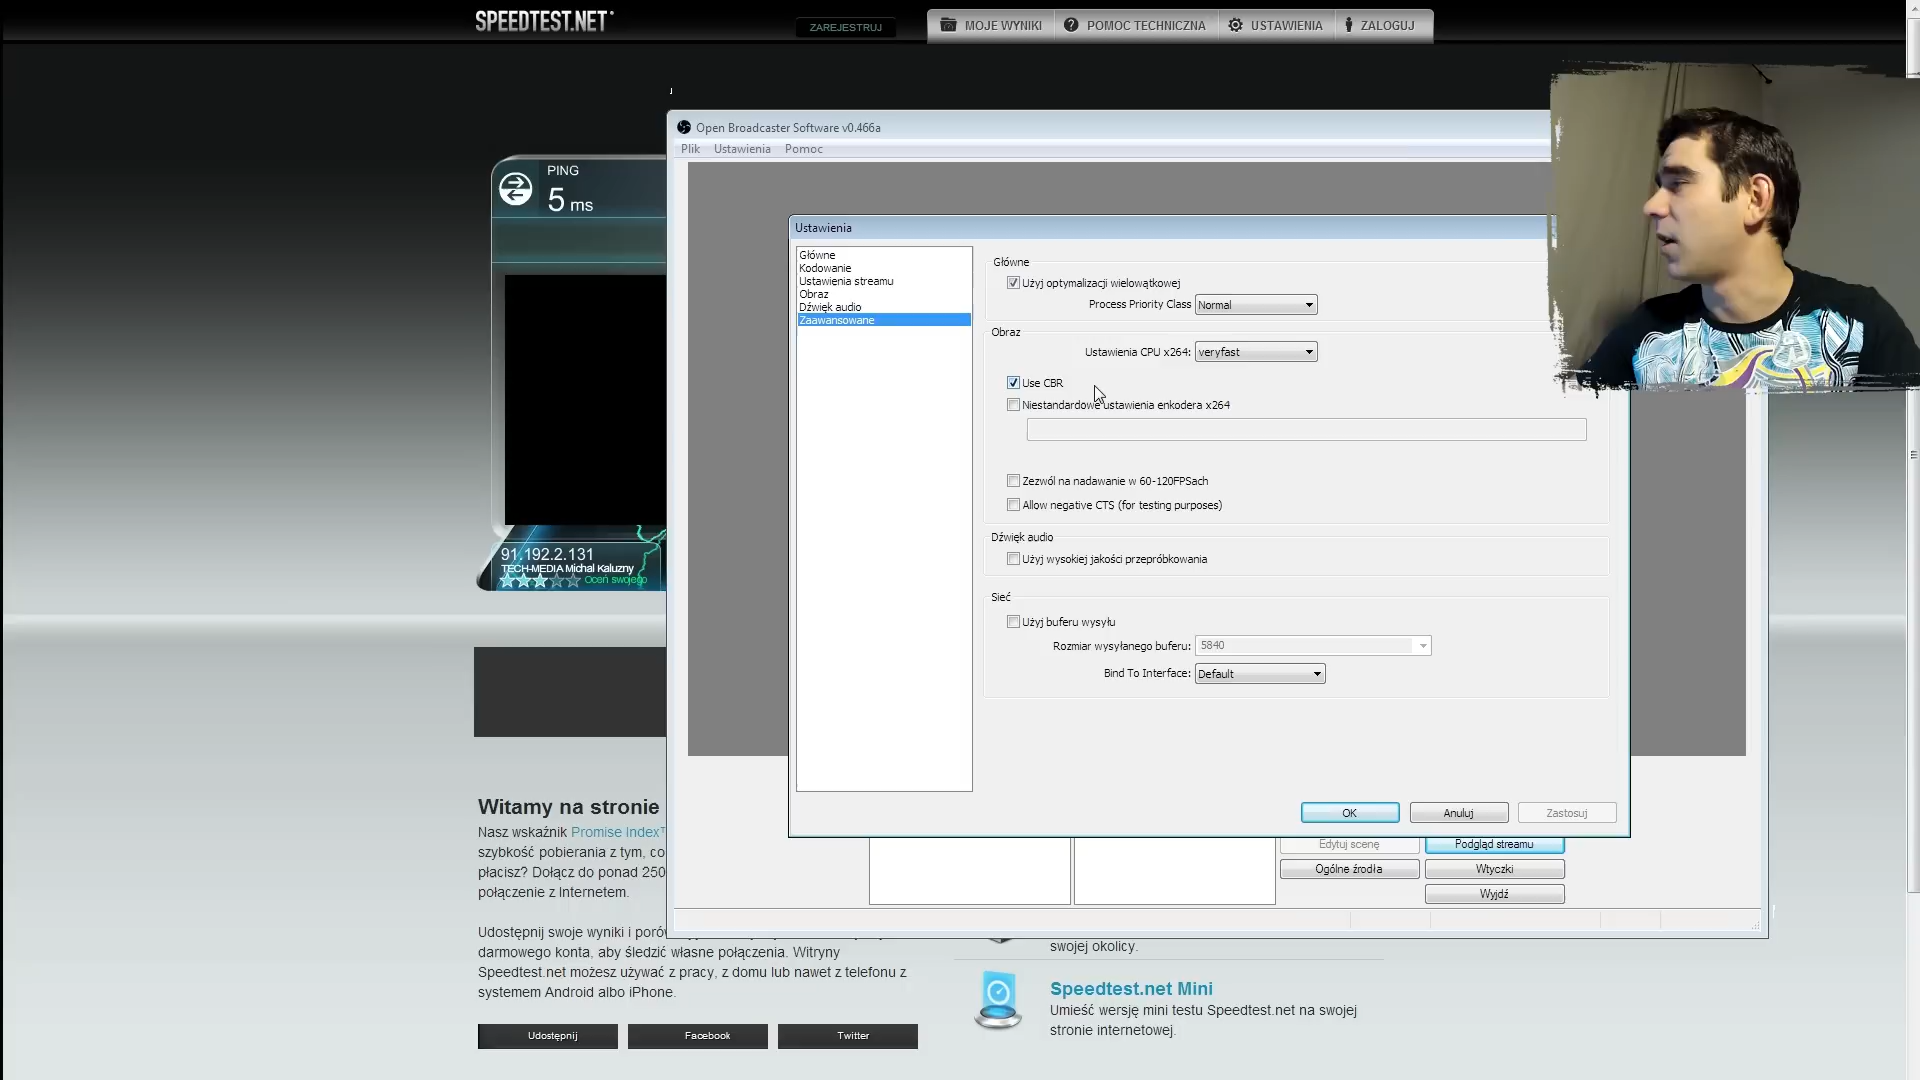 SPEEDTEST.NET
ZAREJESTRUJ
MOJE WYNIKI
POMOC TECHNICZNA
USTAWIENIA
ZALOGUJ
PING
5 ms
91.192.2.131
TECH-MEDIA Michal Kaluzny
Oceń swojego
Open Broadcaster Software v0.466a
Plik Ustawienia Pomoc
Ustawienia
Główne
Kodowanie
Ustawienia streamu
Obraz
Dźwięk audio
Zaawansowane
Główne
Użyj optymalizacji wielowątkowej
Process Priority Class Normal
Obraz
Ustawienia CPU x264: veryfast
Use CBR
Niestandardowe ustawienia enkodera x264
Zezwól na nadawanie w 60-120FPSach
Allow negative CTS (for testing purposes)
Dźwięk audio
Użyj wysokiej jakości przepróbkowania
Sieć
Użyj buferu wysyłu
Rozmiar wysyłanego buferu: 5840
Bind To Interface: Default
OK
Anuluj
Zastosuj
Edytuj scenę
Podgląd streamu
Ogólne źródła
Wtyczki
Wyjdź
Witamy na stronie
Nasz wskaźnik Promise Index
szybkość pobierania z tym, co
płacisz? Dołącz do ponad 250
połączenie z Internetem.
Udostępnij swoje wyniki i
darmowego konta, aby śledzić własne połączenia. Witryny
Speedtest.net możesz używać z pracy, z domu lub nawet z telefonu z
systemem Android albo iPhone.
Udostępnij
Facebook
Twitter
swojej okolicy.
Speedtest.net Mini
Umieść wersję mini testu Speedtest.net na swojej
stronie internetowej.